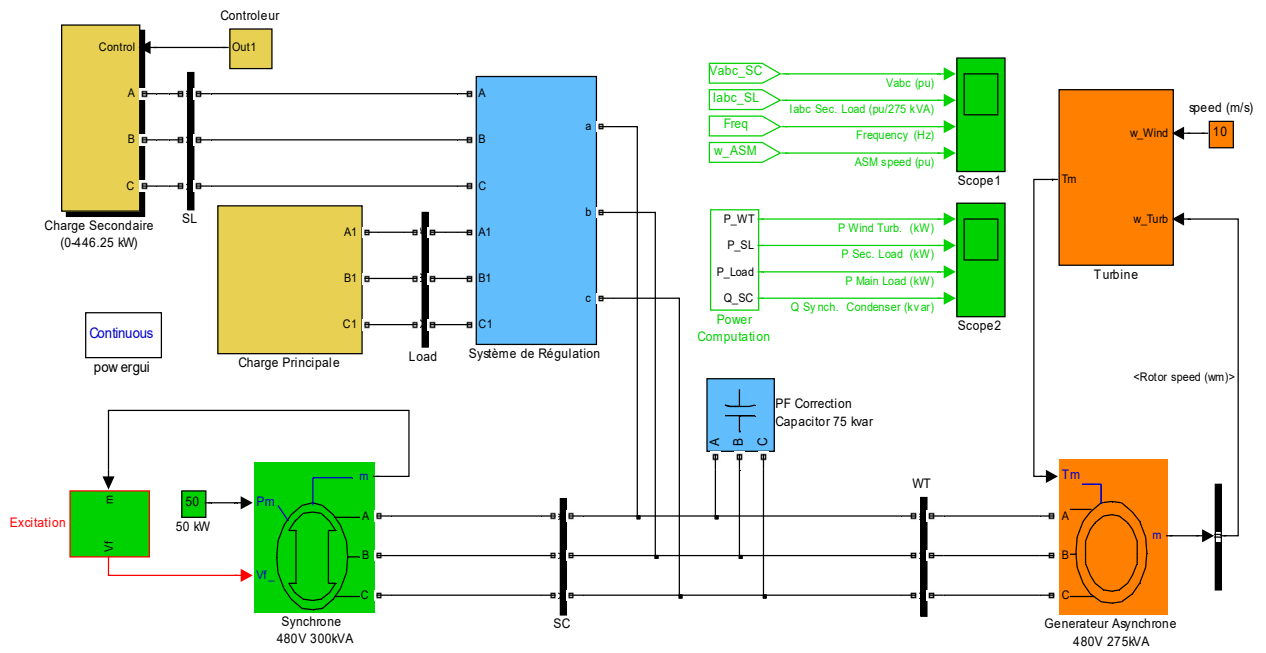 Controleur
Control
Out1
A
B
C
SL
Charge Secondaire
(0-446.25 kW)
A1
B1
C1
Charge Principale
Load
A
B
C
A1
B1
C1
a
b
c
Système de Régulation
Continuous
powergui
Vabc_SC
Iabc_SL
Freq
w_ASM
Vabc (pu)
Iabc Sec. Load (pu/275 kVA)
Frequency (Hz)
ASM speed (pu)
Scope1
P_WT
P_SL
P_Load
Q_SC
P Wind Turb. (kW)
P Sec. Load (kW)
P Main Load (kW)
Q Synch. Condenser (kvar)
Power
Computation
Scope2
speed (m/s)
10
w_Wind
Tm
w_Turb
Turbine
<Rotor speed (wm)>
PF Correction
Capacitor 75 kvar
A
B
C
Excitation
m
Vf
50
50 kW
Pm
Vf_
m
A
B
C
Synchrone
480V 300kVA
SC
WT
Tm
A
B
C
m
Generateur Asynchrone
480V 275kVA